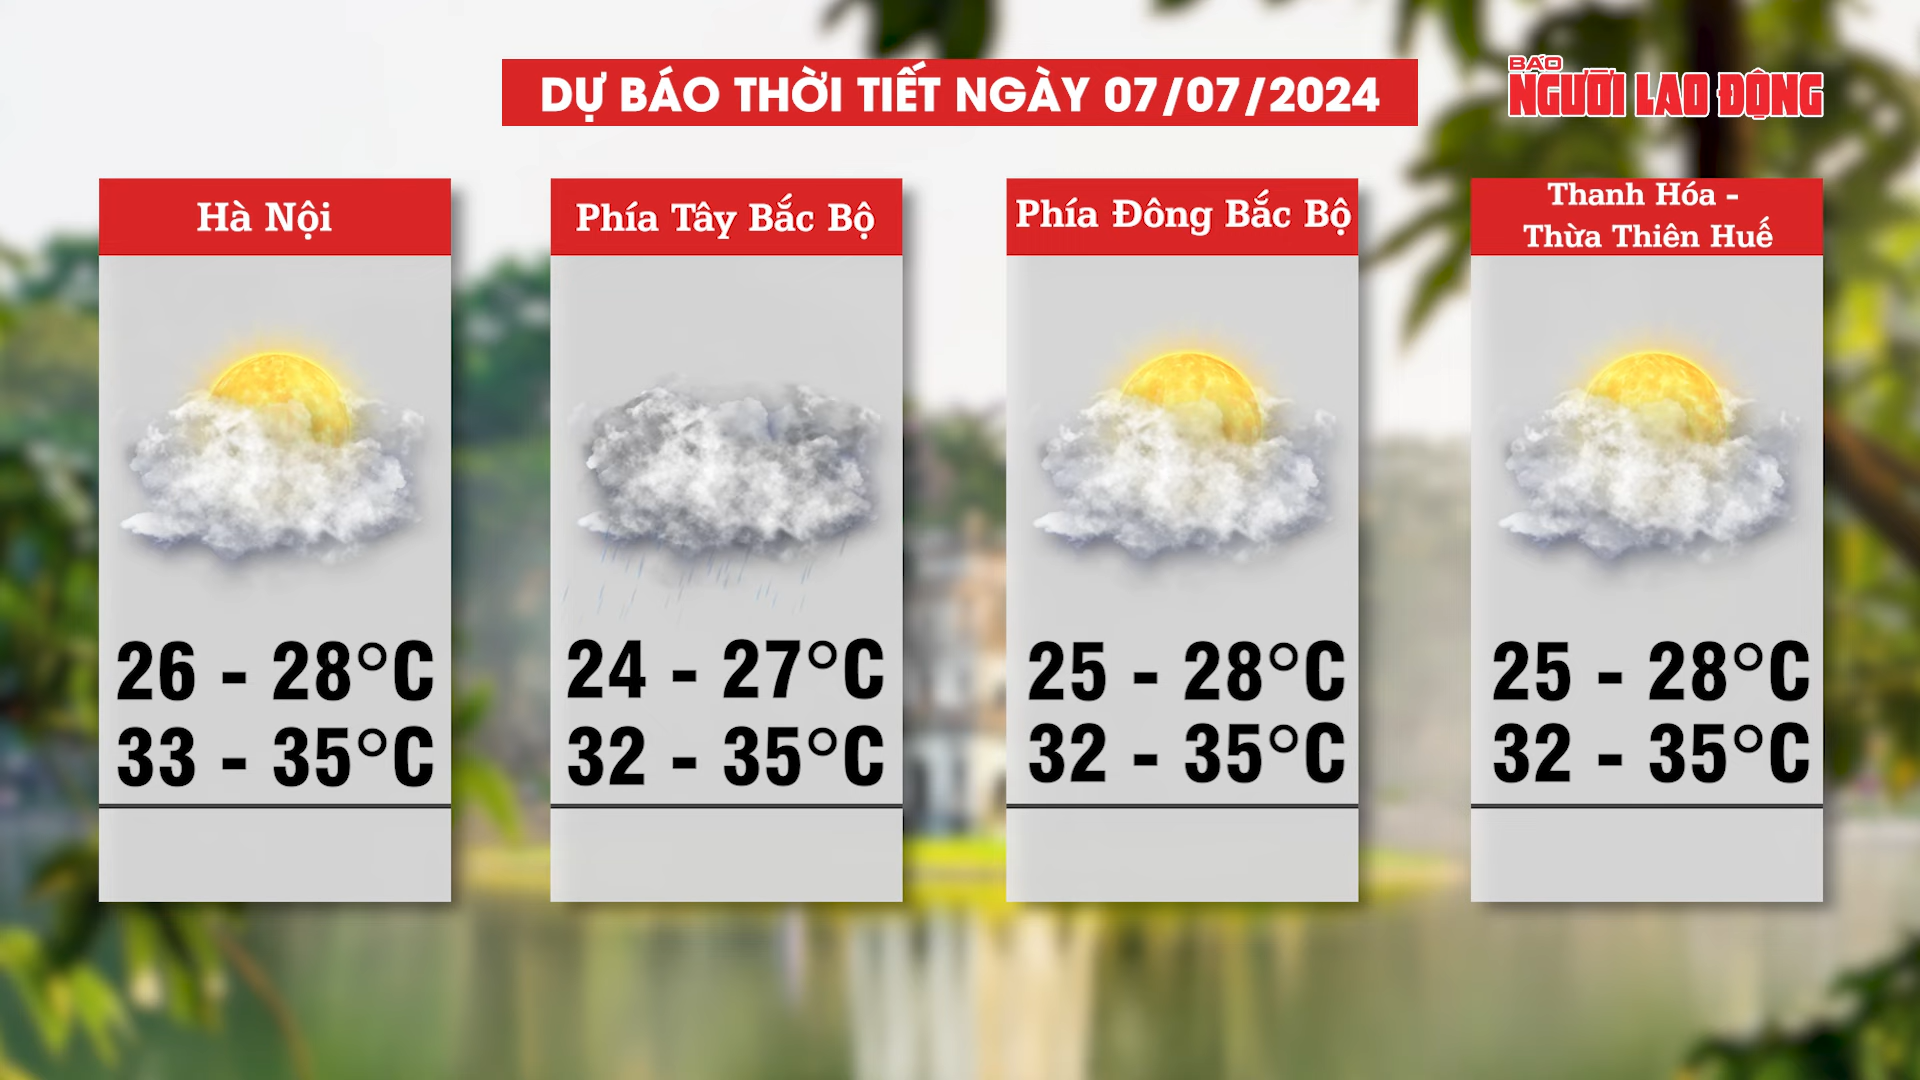 DỰ BÁO THỜI TIẾT NGÀY 07/07/2024
BÁO
NGƯỜI LAO ĐỘNG
Hà Nội
26 - 28°C
33 - 35°C
Phía Tây Bắc Bộ
24 - 27°C
32 - 35°C
Phía Đông Bắc Bộ
25 - 28°C
32 - 35°C
Thanh Hóa -
Thừa Thiên Huế
25 - 28°C
32 - 35°C